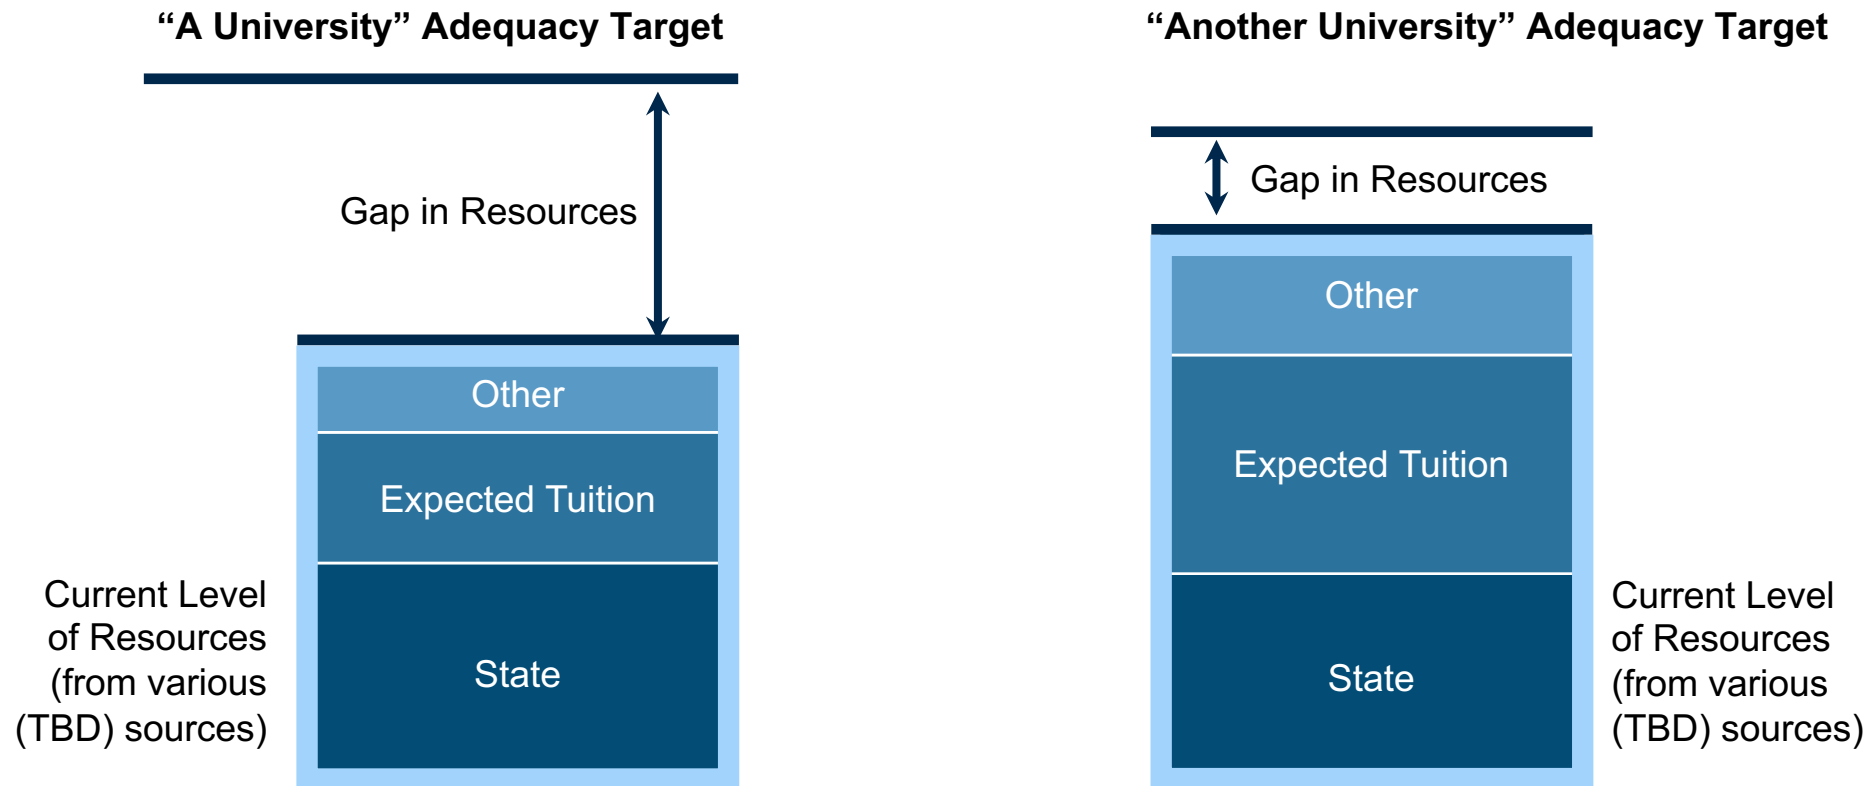 “A University” Adequacy Target
Gap in Resources
Other
Expected Tuition
State
Current Level
of Resources
(from various
(TBD) sources)
“Another University” Adequacy Target
Gap in Resources
Other
Expected Tuition
State
Current Level
of Resources
(from various
(TBD) sources)